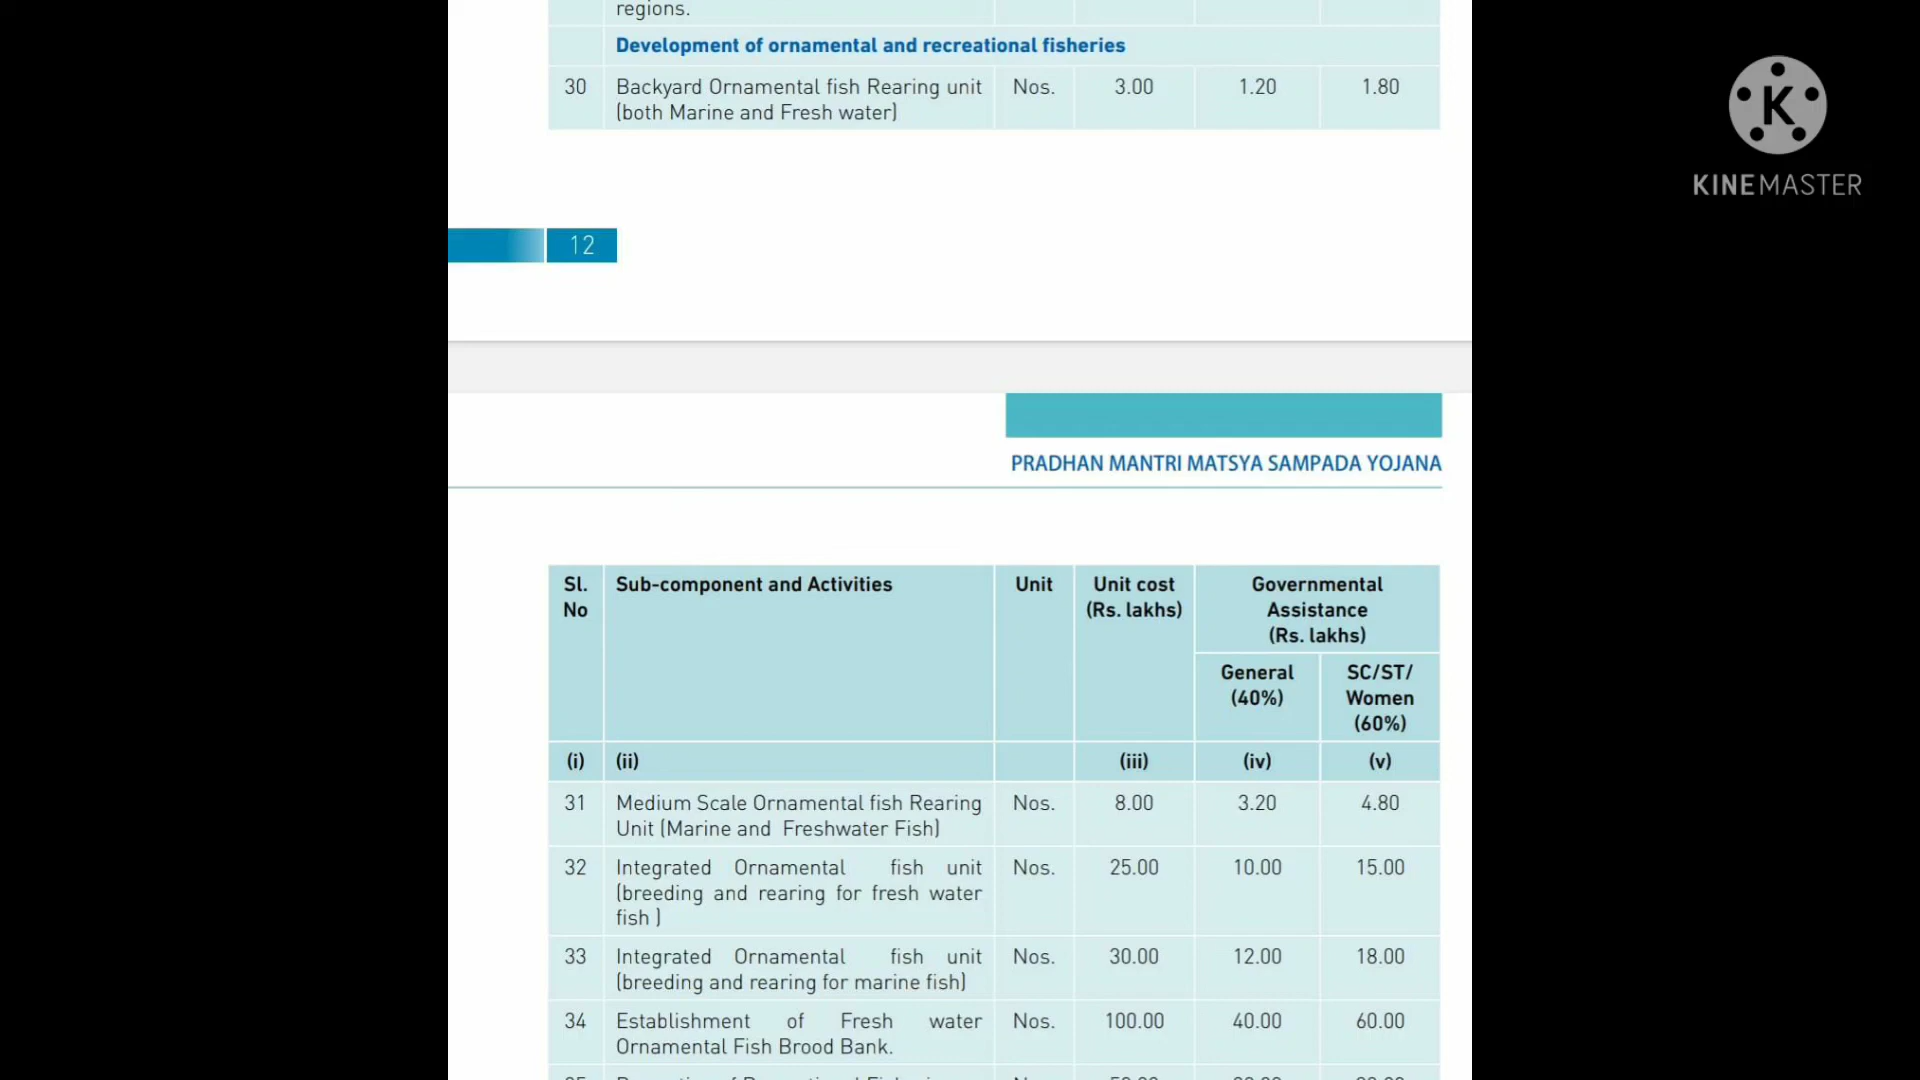 regions.
Development of ornamental and recreational fisheries
30 Backyard Ornamental fish Rearing unit Nos. 3.00 1.20 1.80
(both Marine and Fresh water)
KINEMASTER
12
PRADHAN MANTRI MATSYA SAMPADA YOJANA
Sl. Sub-component and Activities Unit Unit cost Governmental
No (Rs. lakhs) Assistance
(Rs. lakhs)
General SC/ST/
(40%) Women
(60%)
(i) (ii) (iii) (iv) (v)
31 Medium Scale Ornamental fish Rearing Nos. 8.00 3.20 4.80
Unit (Marine and Freshwater Fish)
32 Integrated Ornamental fish unit Nos. 25.00 10.00 15.00
(breeding and rearing for fresh water
fish )
33 Integrated Ornamental fish unit Nos. 30.00 12.00 18.00
(breeding and rearing for marine fish)
34 Establishment of Fresh water Nos. 100.00 40.00 60.00
Ornamental Fish Brood Bank.